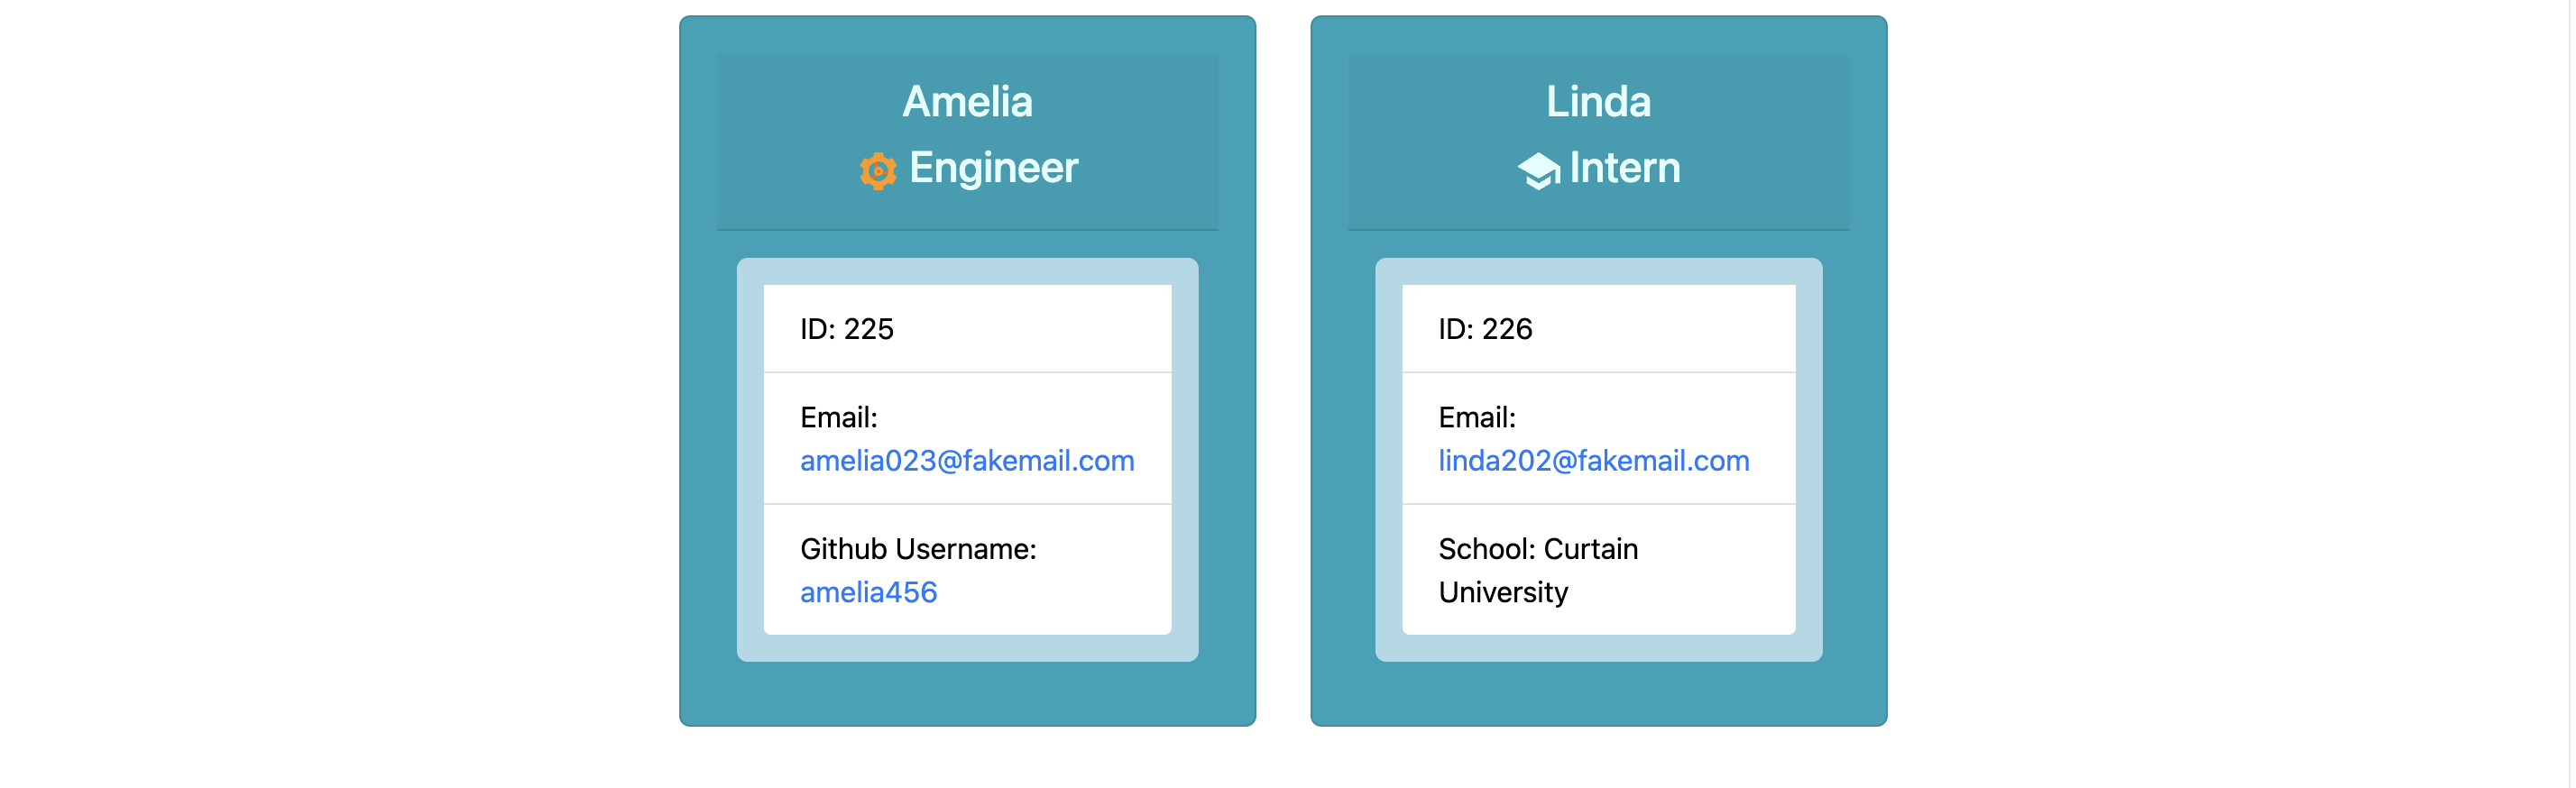 Amelia
Engineer
ID: 225
Email:
amelia023@fakemail.com
Github Username:
amelia456
Linda
Intern
ID: 226
Email:
linda202@fakemail.com
School: Curtain
University